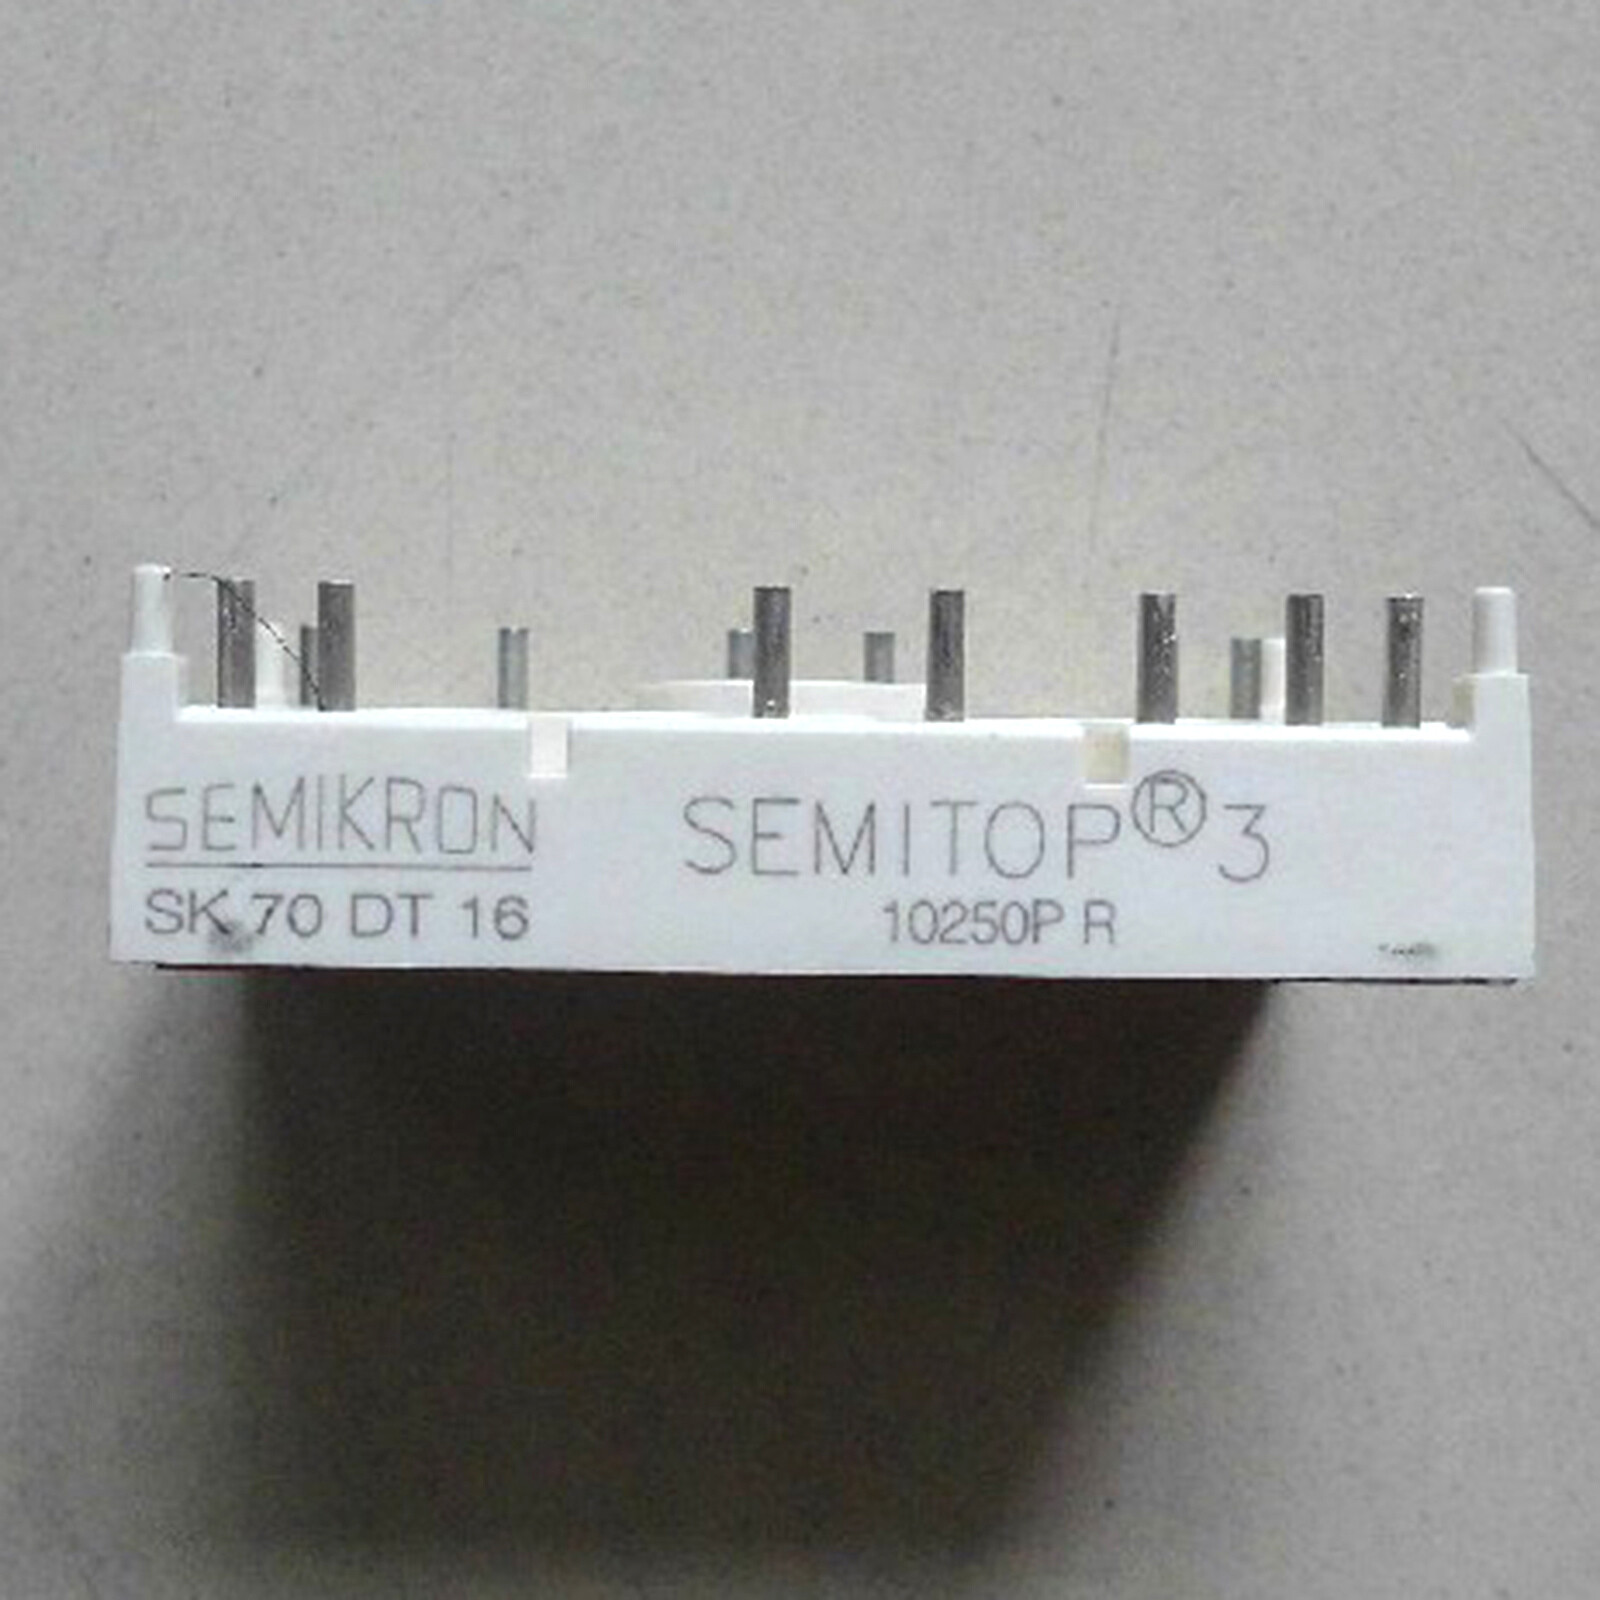 SEMIKRON
SK 70 DT 16
SEMITOP®3
10250P R